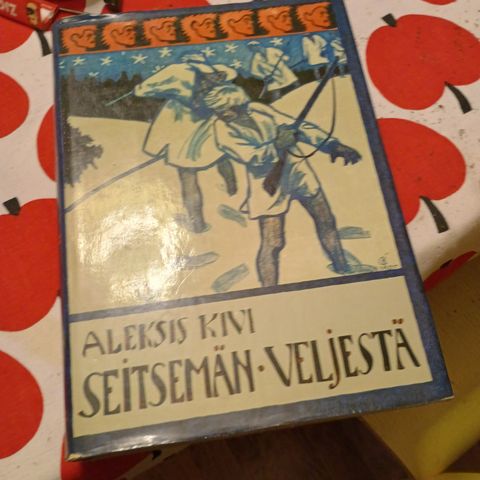 ALEKSIS KIVI
SEITSEMÄN · VELJESTÄ